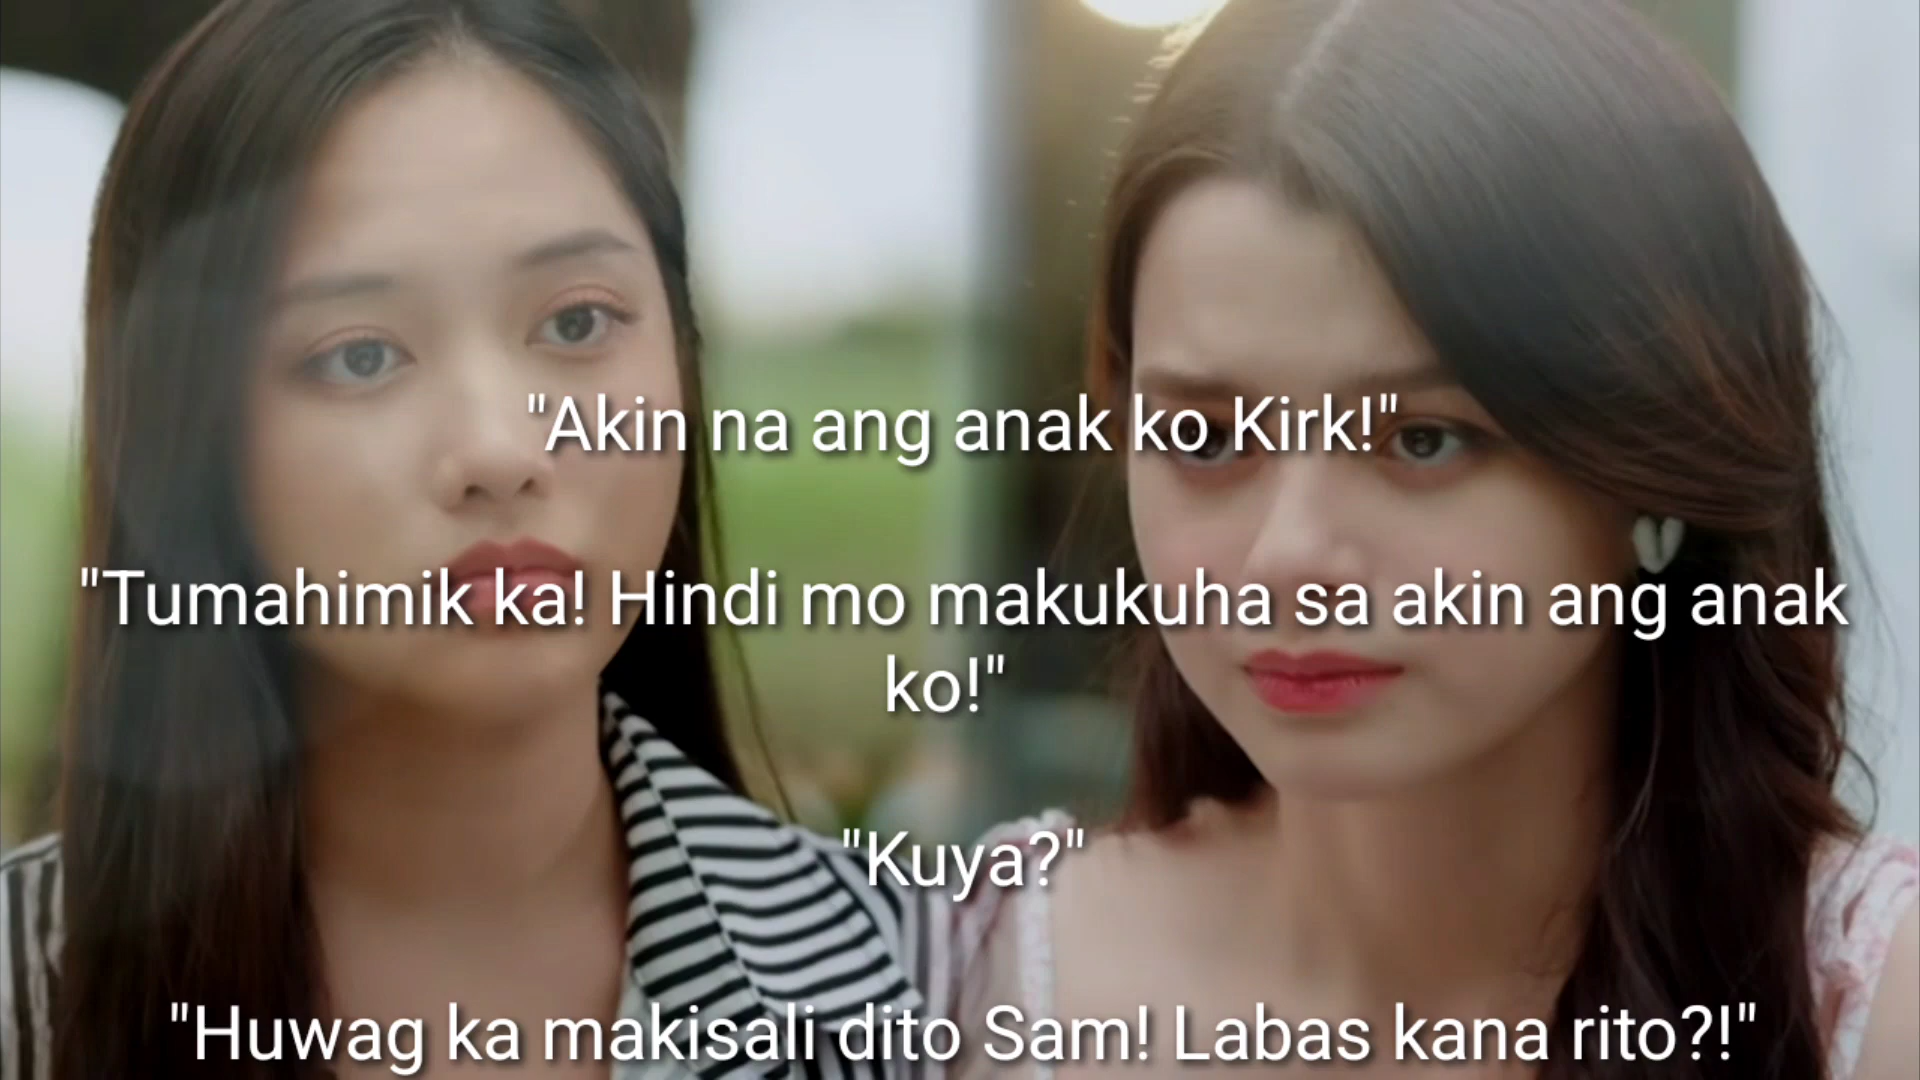 "Akin na ang anak ko Kirk!"
"Tumahimik ka! Hindi mo makukuha sa akin ang anak
ko!"
"Kuya?"
"Huwag ka makisali dito Sam! Labas kana rito?!"